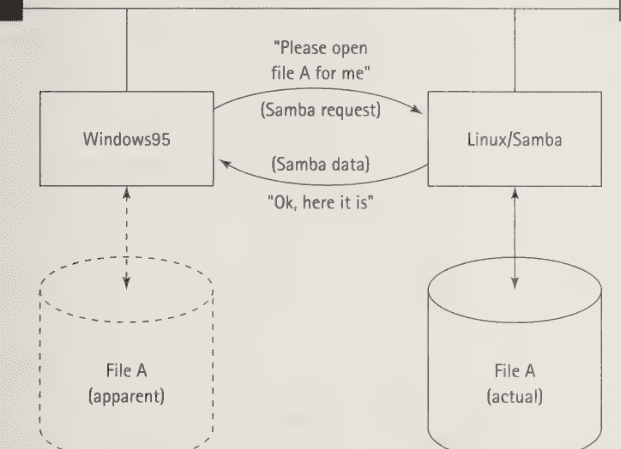 "Please open
file A for me"
(Samba request)
Windows95
Linux/Samba
(Samba data)
"Ok, here it is"
File A
(apparent)
File A
(actual)